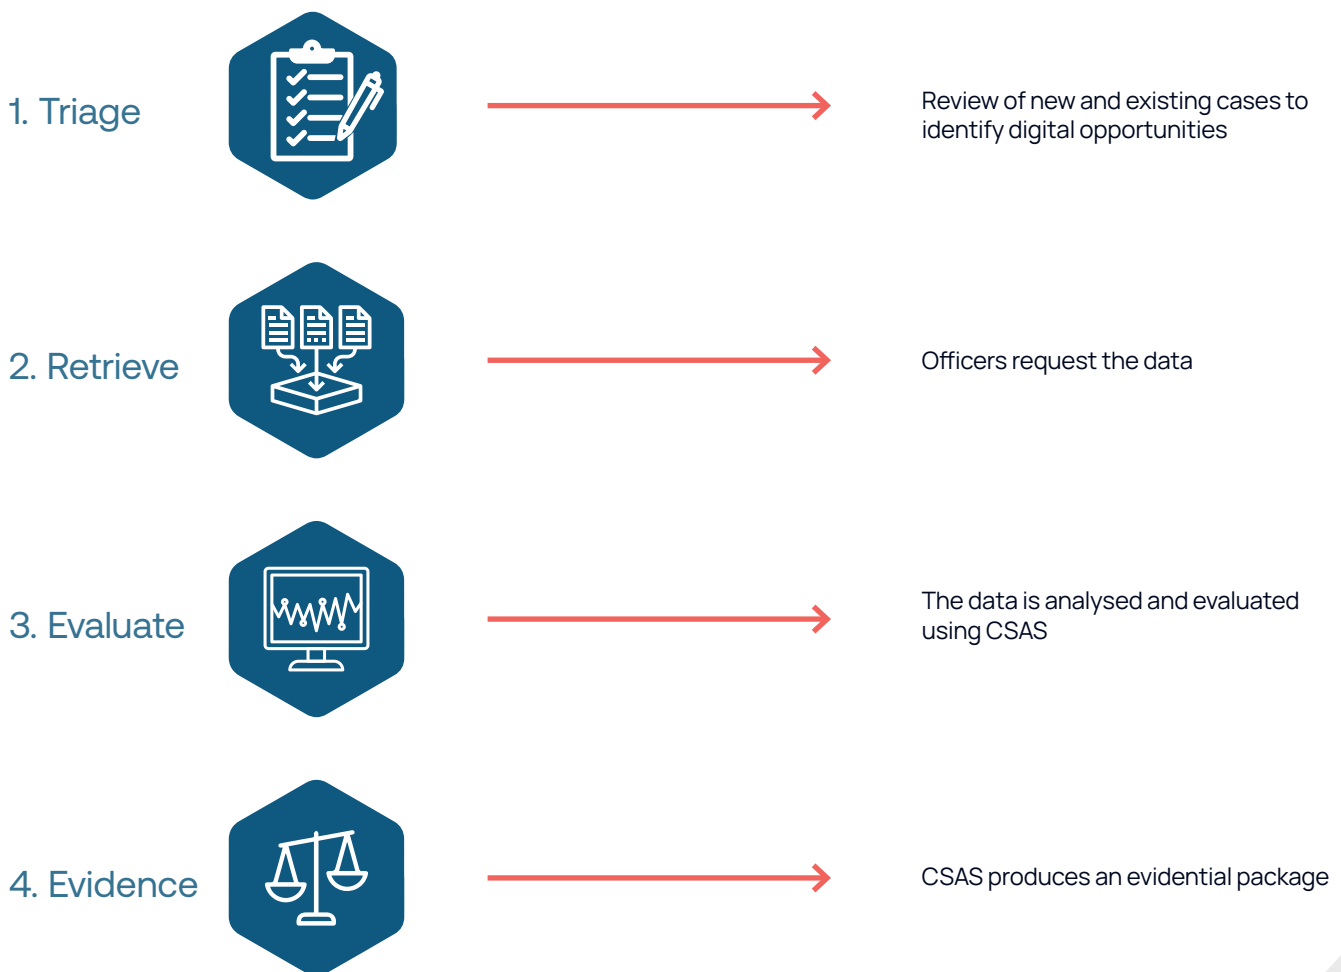 1. Triage
Review of new and existing cases to
identify digital opportunities
2. Retrieve
Officers request the data
3. Evaluate
The data is analysed and evaluated
using CSAS
4. Evidence
CSAS produces an evidential package